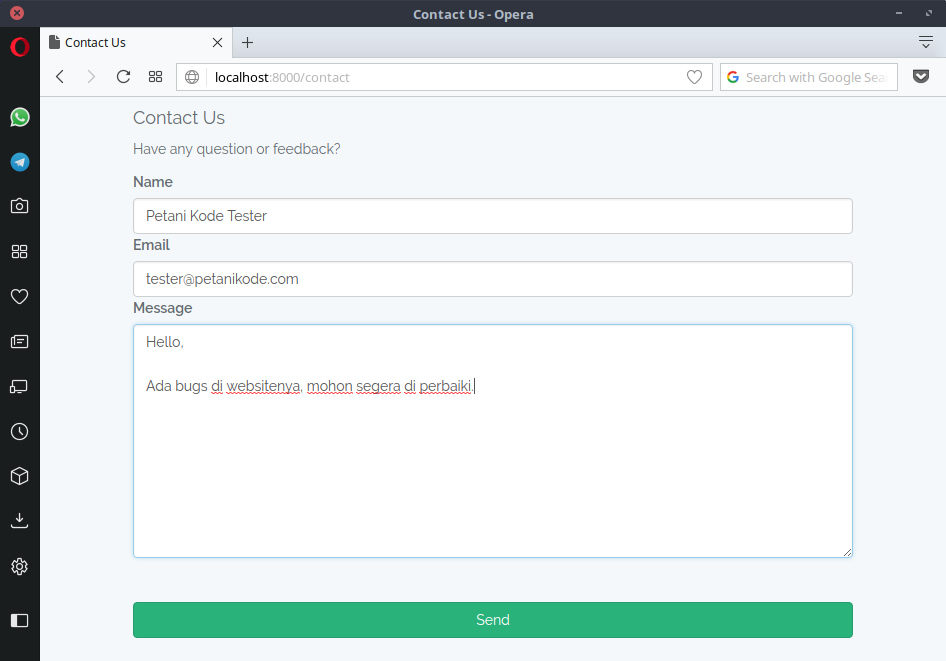 Contact Us - Opera
Contact Us
localhost:8000/contact
Search with Google Sea
Contact Us
Have any question or feedback?
Name
Petani Kode Tester
Email
tester@petanikode.com
Message
Hello,
Ada bugs di websitenya, mohon segera di perbaiki.
Send